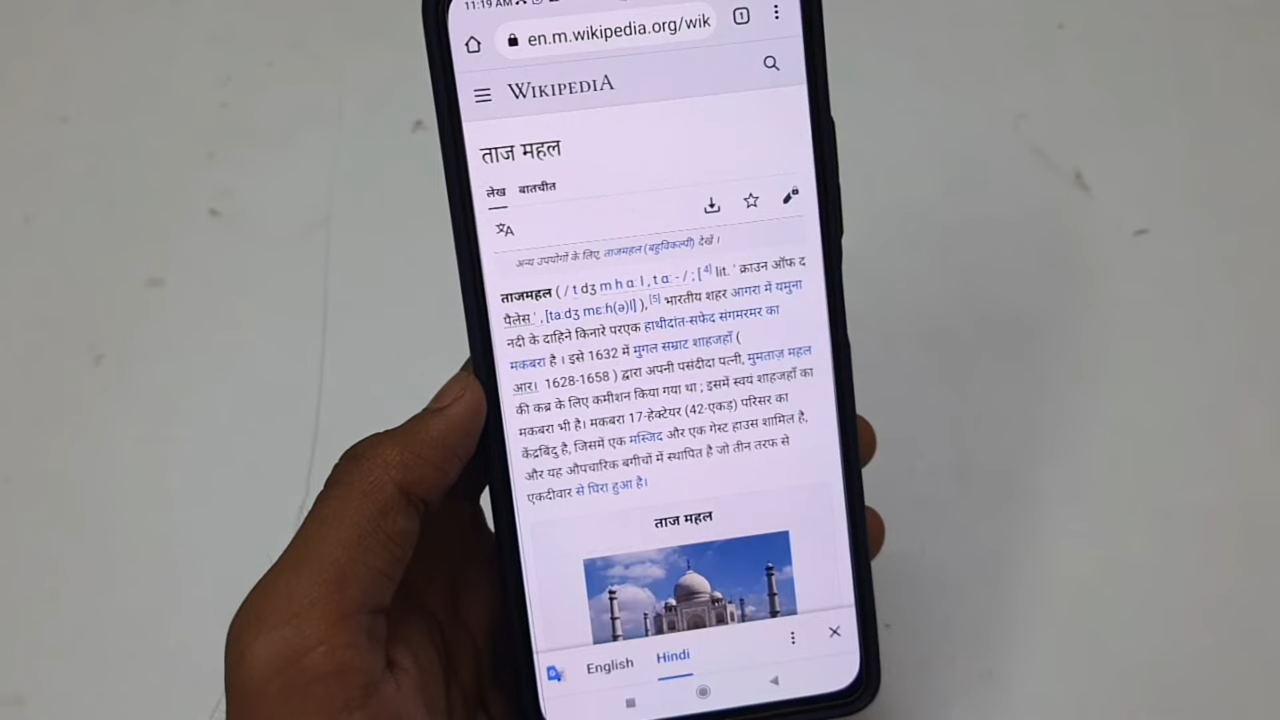 11:19 AM
en.m.wikipedia.org/wik
1
WIKIPEDIA
ताज महल
लेख बातचीत
अन्य उपयोगों के लिए, ताजमहल (बहुविकल्पी) देखें ।
ताजमहल ( / t dʒ m h ɑː l , t ɑː - / ; [4] lit. ' क्राउन ऑफ द
पैलेस ' , [taːdʒ mɛːɦ(ə)l] ), [5] भारतीय शहर आगरा में यमुना
नदी के दाहिने किनारे परएक हाथीदांत-सफेद संगमरमर का
मकबरा है । इसे 1632 में मुगल सम्राट शाहजहाँ (
आर। 1628-1658 ) द्वारा अपनी पसंदीदा पत्नी, मुमताज़ महल
की कब्र के लिए कमीशन किया गया था ; इसमें स्वयं शाहजहाँ का
मकबरा भी है। मकबरा 17-हेक्टेयर (42-एकड़) परिसर का
केंद्रबिंदु है, जिसमें एक मस्जिद और एक गेस्ट हाउस शामिल है,
और यह औपचारिक बगीचों में स्थापित है जो तीन तरफ से
एकदीवार से घिरा हुआ है।
ताज महल
English Hindi